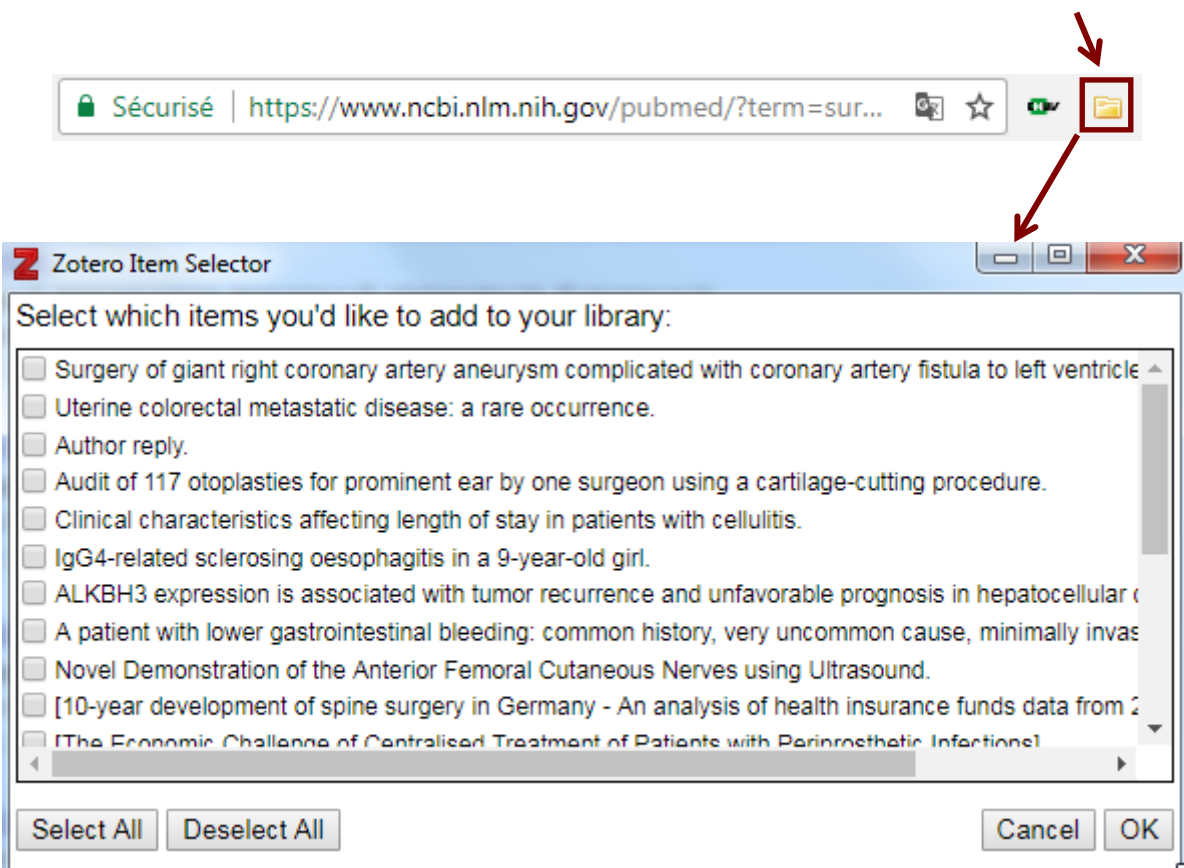 Sécurisé | https://www.ncbi.nlm.nih.gov/pubmed/?term=sur...
Zotero Item Selector
Select which items you'd like to add to your library:
Surgery of giant right coronary artery aneurysm complicated with coronary artery fistula to left ventricle
Uterine colorectal metastatic disease: a rare occurrence.
Author reply.
Audit of 117 otoplasties for prominent ear by one surgeon using a cartilage-cutting procedure.
Clinical characteristics affecting length of stay in patients with cellulitis.
IgG4-related sclerosing oesophagitis in a 9-year-old girl.
ALKBH3 expression is associated with tumor recurrence and unfavorable prognosis in hepatocellular
A patient with lower gastrointestinal bleeding: common history, very uncommon cause, minimally invas
Novel Demonstration of the Anterior Femoral Cutaneous Nerves using Ultrasound.
[10-year development of spine surgery in Germany - An analysis of health insurance funds data from 2
[The Economic Challenge of Centralised Treatment of Patients with Periprosthetic Infections]
Select All Deselect All Cancel OK